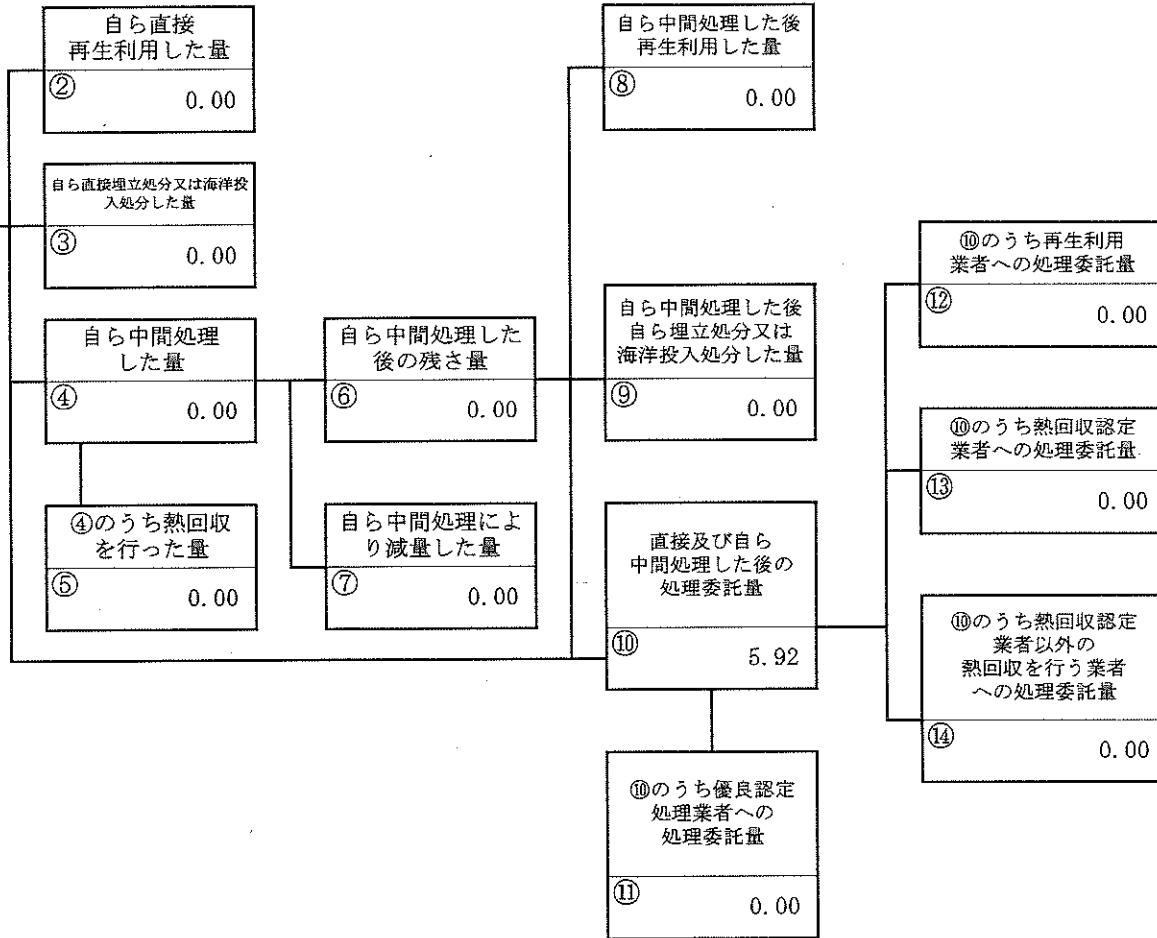 自ら直接
再生利用した量
②
0.00
自ら直接埋立処分又は海洋投
入処分した量
③
0.00
自ら中間処理
した量
④
0.00
④のうち熱回収
を行った量
⑤
0.00
自ら中間処理した
後の残さ量
⑥
0.00
自ら中間処理によ
り減量した量
⑦
0.00
自ら中間処理した後
再生利用した量
⑧
0.00
自ら中間処理した後
自ら埋立処分又は
海洋投入処分した量
⑨
0.00
直接及び自ら
中間処理した後の
処理委託量
⑩
5.92
⑩のうち優良認定
処理業者への
処理委託量
⑪
0.00
⑩のうち再生利用
業者への処理委託量
⑫
0.00
⑩のうち熱回収認定
業者への処理委託量
⑬
0.00
⑩のうち熱回収認定
業者以外の
熱回収を行う業者
への処理委託量
⑭
0.00